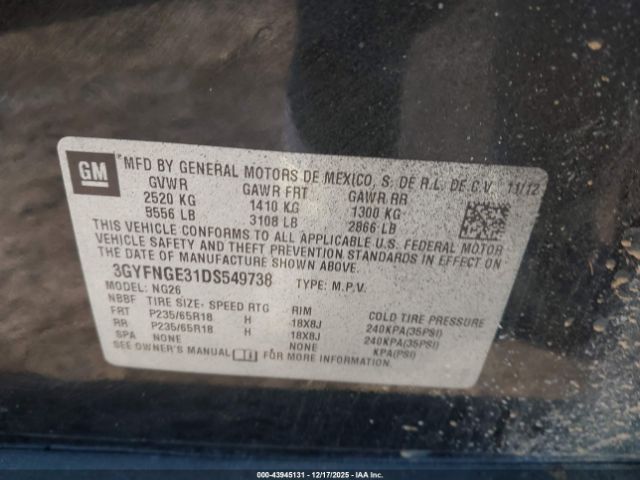 GM
MFD BY GENERAL MOTORS DE MEXICO, S. DE R.L. DE C.V. 11/12
GVWR GAWR FRT GAWR RR
2520 KG 1410 KG 1300 KG
5556 LB 3108 LB 2866 LB
THIS VEHICLE CONFORMS TO ALL APPLICABLE U.S. FEDERAL MOTOR
VEHICLE SAFETY, BUMPER, AND THEFT PREVENTION STANDARDS IN EFFECT ON
THE DATE OF MANUFACTURE SHOWN ABOVE.
3GYFNGE31DS549738 TYPE: M.P.V.
MODEL: NG26
NBBF TIRE SIZE- SPEED RTG RIM COLD TIRE PRESSURE
FRT P235/65R18 H 18X8J 240KPA(35PSI)
RR P235/65R18 H 18X8J 240KPA(35PSI)
SPA NONE NONE KPA(PSI)
SEE OWNER'S MANUAL FOR MORE INFORMATION.
000-43945131 - 12/17/2025 - IAAI.COM